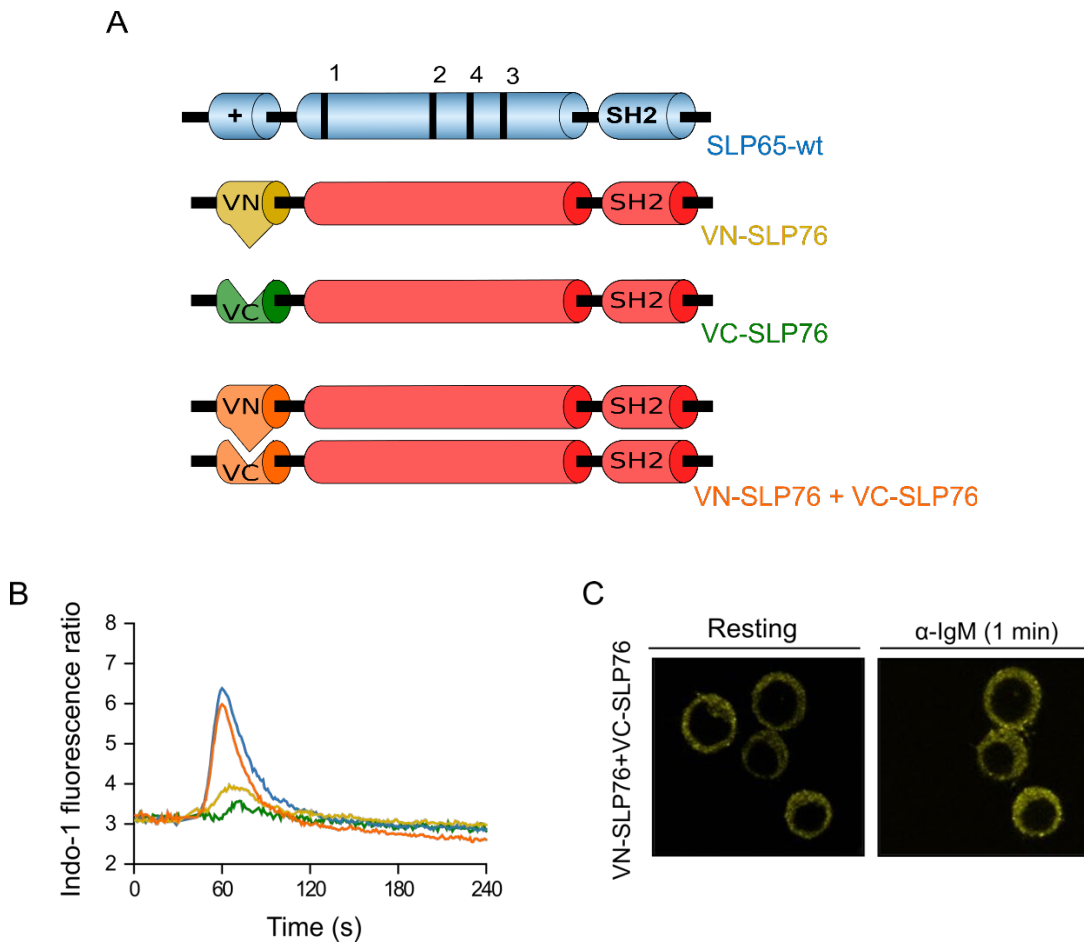 A
1 2 4 3
+ SH2
SLP65-wt
VN SH2
VN-SLP76
VC SH2
VC-SLP76
VN SH2
VC SH2
VN-SLP76 + VC-SLP76
B
Indo-1 fluorescence ratio
8
7
6
5
4
3
2
0 60 120 180 240
Time (s)
C
Resting α-IgM (1 min)
VN-SLP76+VC-SLP76